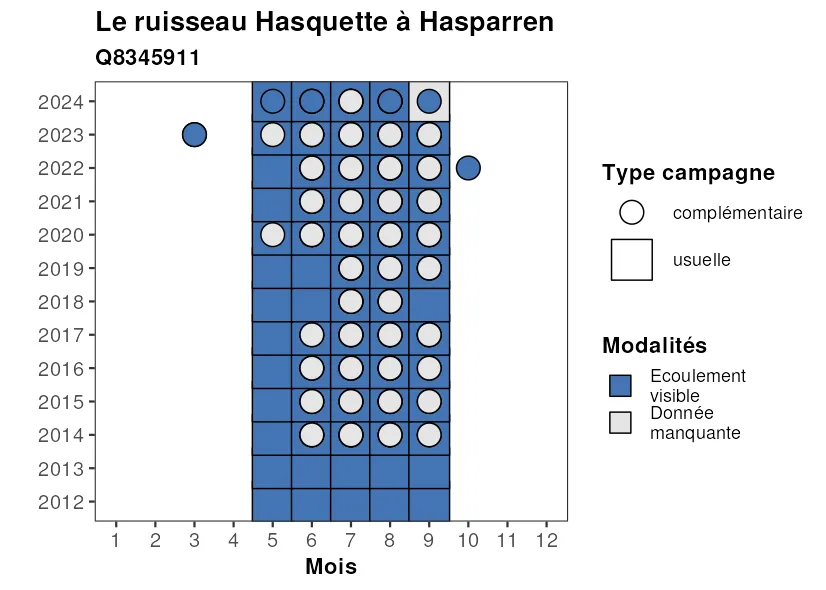 Le ruisseau Hasquette à Hasparren
Q8345911
2024
2023
2022
2021
2020
2019
2018
2017
2016
2015
2014
2013
2012
1 2 3 4 5 6 7 8 9 10 11 12
Mois
Type campagne
complémentaire
usuelle
Modalités
Ecoulement
visible
Donnée
manquante